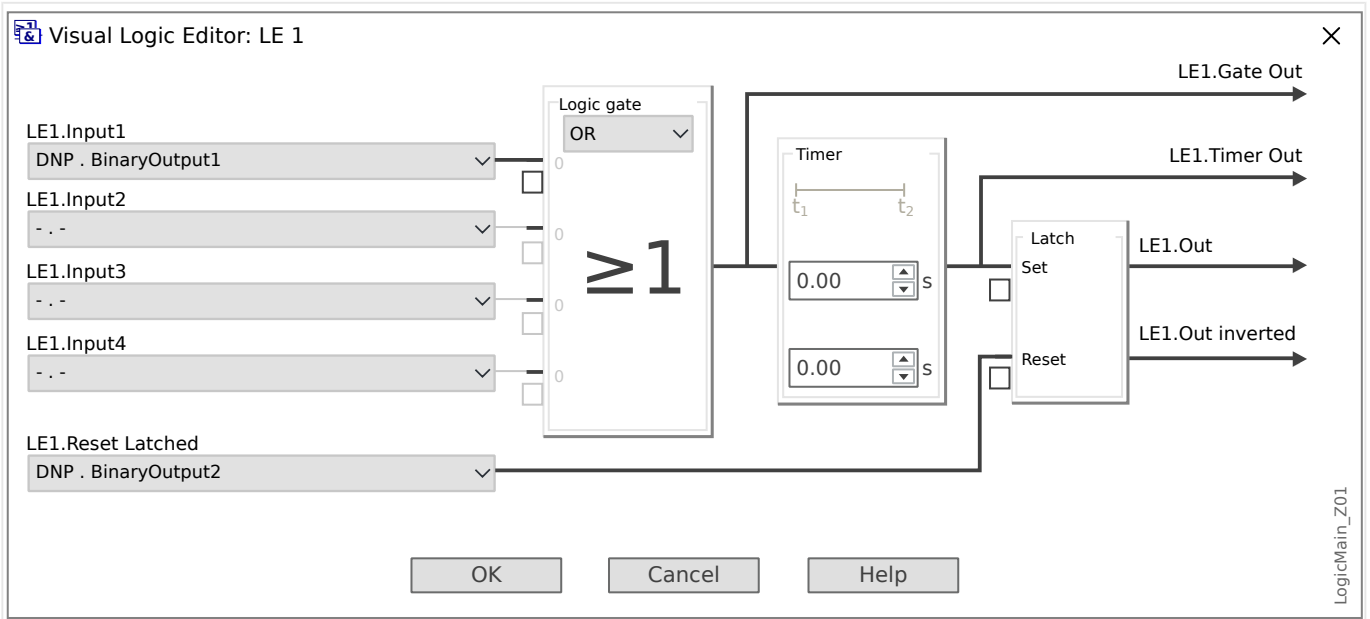 Visual Logic Editor: LE 1
LE1.Gate Out
Logic gate
OR
LE1.Input1
DNP . BinaryOutput1
0
LE1.Timer Out
Timer
t1 t2
LE1.Input2
- . -
0
≥1
Latch
Set
LE1.Out
LE1.Input3
- . -
0
0.00 s
LE1.Out inverted
LE1.Input4
- . -
0
0.00 s
Reset
LE1.Reset Latched
DNP . BinaryOutput2
OK
Cancel
Help
LogicMain_Z01